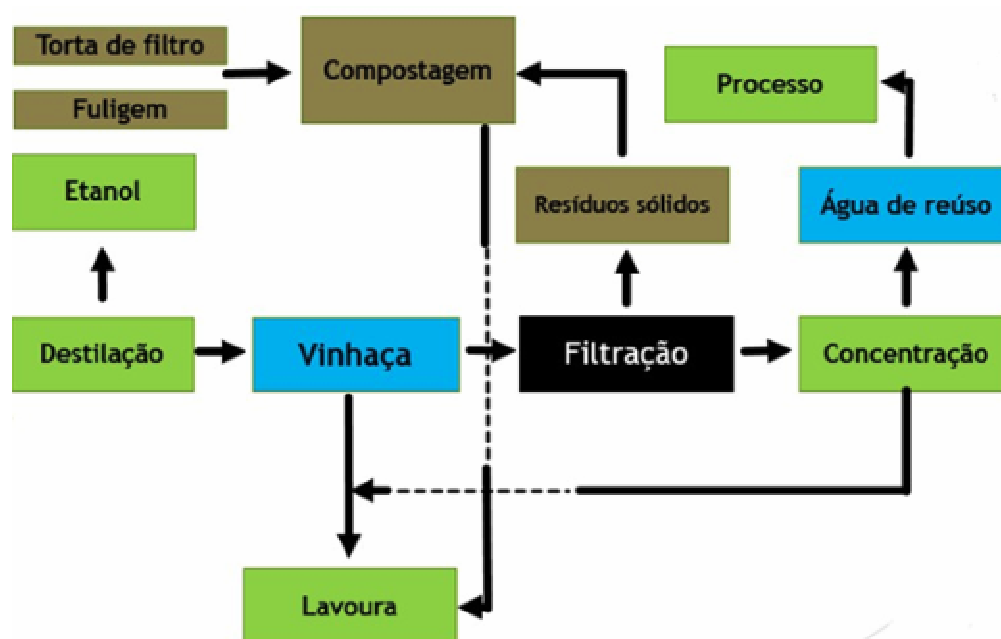 Torta de filtro
Compostagem
Processo
Fuligem
Etanol
Resíduos sólidos
Água de reúso
Destilação
Vinhaça
Filtração
Concentração
Lavoura